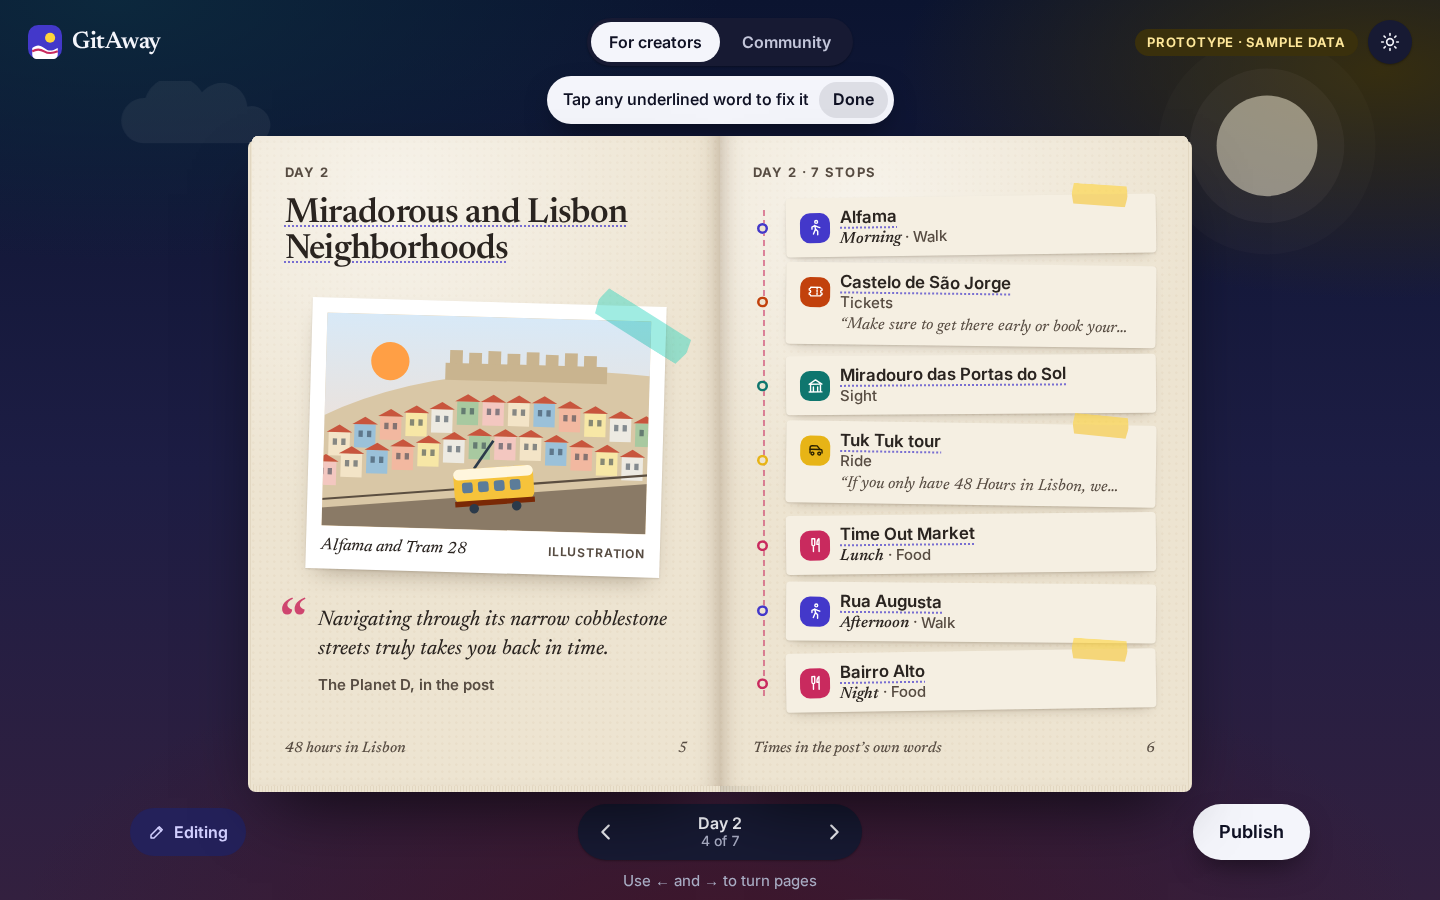 GitAway
For creators
Community
PROTOTYPE · SAMPLE DATA
Tap any underlined word to fix it
Done
DAY 2
Miradorous and Lisbon
Neighborhoods
Alfama and Tram 28
ILLUSTRATION
“
Navigating through its narrow cobblestone
streets truly takes you back in time.
The Planet D, in the post
48 hours in Lisbon
5
DAY 2 · 7 STOPS
Alfama
Morning · Walk
Castelo de São Jorge
Tickets
“Make sure to get there early or book your…
Miradouro das Portas do Sol
Sight
Tuk Tuk tour
Ride
“If you only have 48 Hours in Lisbon, we…
Time Out Market
Lunch · Food
Rua Augusta
Afternoon · Walk
Bairro Alto
Night · Food
Times in the post’s own words
6
Editing
Day 2
4 of 7
Publish
Use ← and → to turn pages